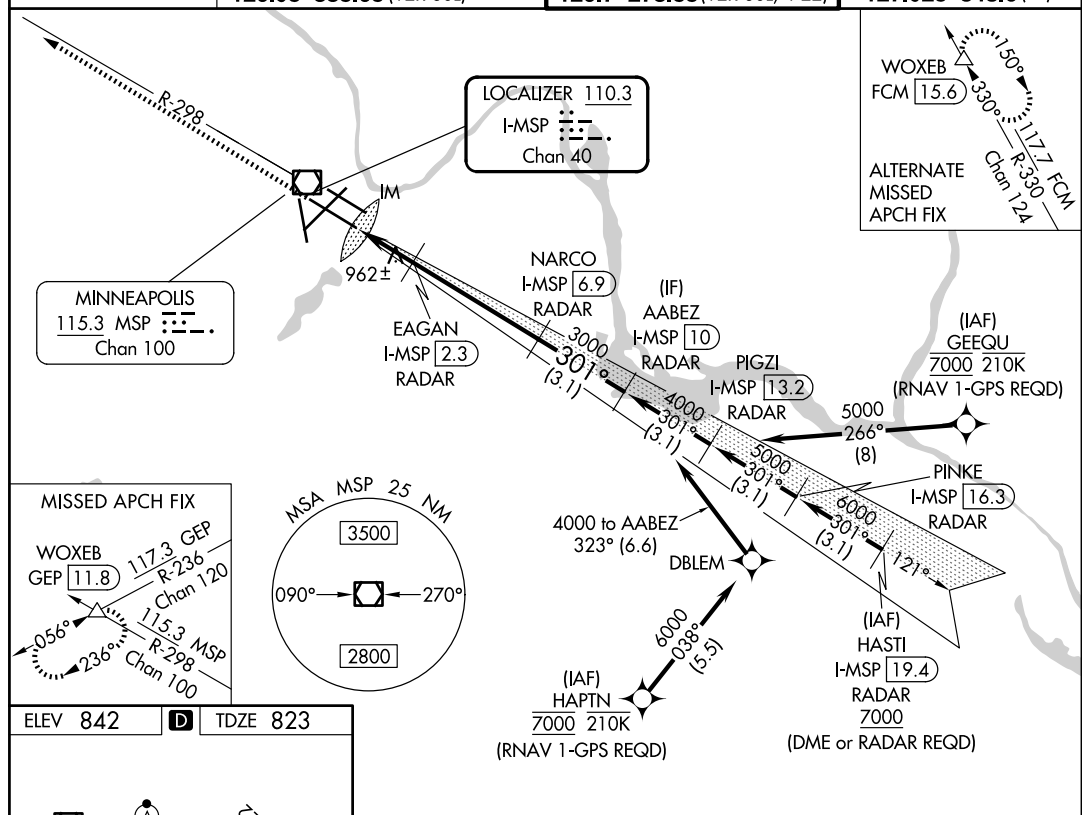 R-298
LOCALIZER 110.3
I-MSP
Chan 40
WOXEB
FCM 15.6
150°
330°
117.7 FCM
R-330
Chan 124
ALTERNATE
MISSED
APCH FIX
IM
962±
MINNEAPOLIS
115.3 MSP
Chan 100
EAGAN
I-MSP 2.3
RADAR
NARCO
I-MSP 6.9
RADAR
3000
301°
(3.1)
(IF)
AABEZ
I-MSP 10
RADAR
4000
301°
(3.1)
PIGZI
I-MSP 13.2
RADAR
5000
301°
(3.1)
(IAF)
GEEQU
7000 210K
(RNAV 1-GPS REQD)
5000
266°
(8)
PINKE
I-MSP 16.3
RADAR
6000
301°
(3.1)
121°
(IAF)
HASTI
I-MSP 19.4
RADAR
7000
(DME or RADAR REQD)
4000 to AABEZ
323° (6.6)
DBLEM
6000
038°
(5.5)
(IAF)
HAPTN
7000 210K
(RNAV 1-GPS REQD)
MISSED APCH FIX
WOXEB
GEP 11.8
117.3 GEP
R-236
Chan 120
056°
236°
115.3 MSP
R-298
Chan 100
MSA MSP 25 NM
3500
090°
270°
2800
ELEV 842
D
TDZE 823